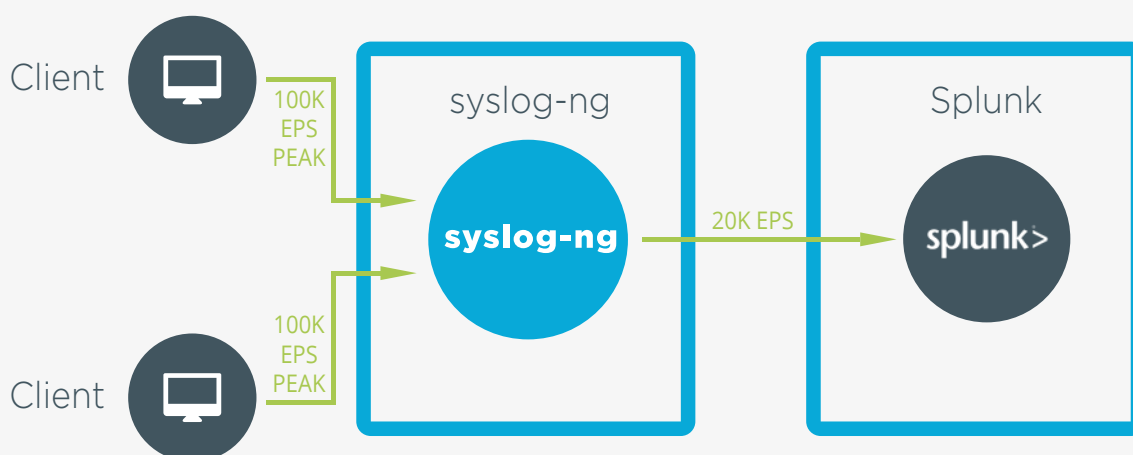 Client
100K
EPS
PEAK
syslog-ng
syslog-ng
20K EPS
Splunk
splunk>
100K
EPS
PEAK
Client